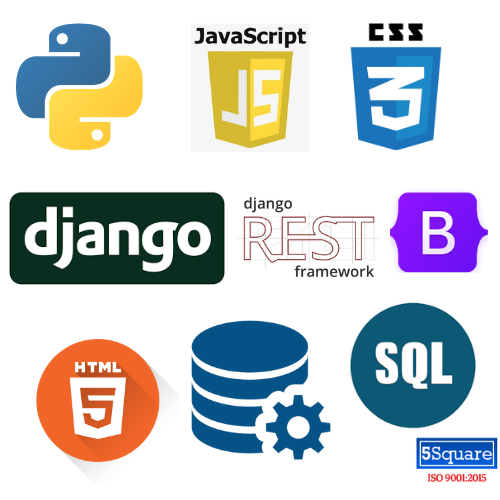 JavaScript
JS
CSS
3
django
django
REST
framework
B
HTML
5
SQL
5Square
ISO 9001:2015